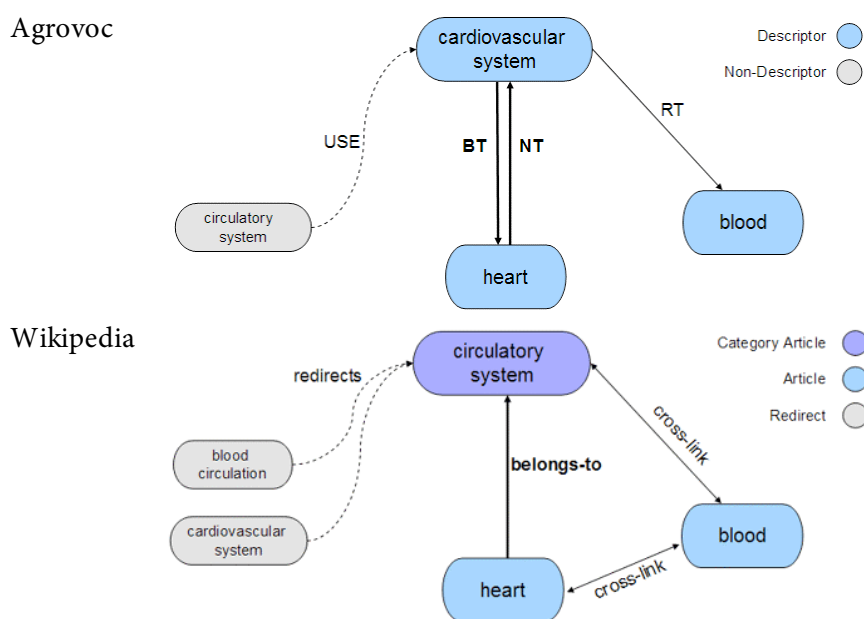 Agrovoc
cardiovascular
system
Descriptor
Non-Descriptor
USE
BT
NT
RT
circulatory
system
blood
heart
Wikipedia
circulatory
system
Category Article
Article
Redirect
redirects
cross-link
blood
circulation
belongs-to
cardiovascular
system
blood
heart
cross-link